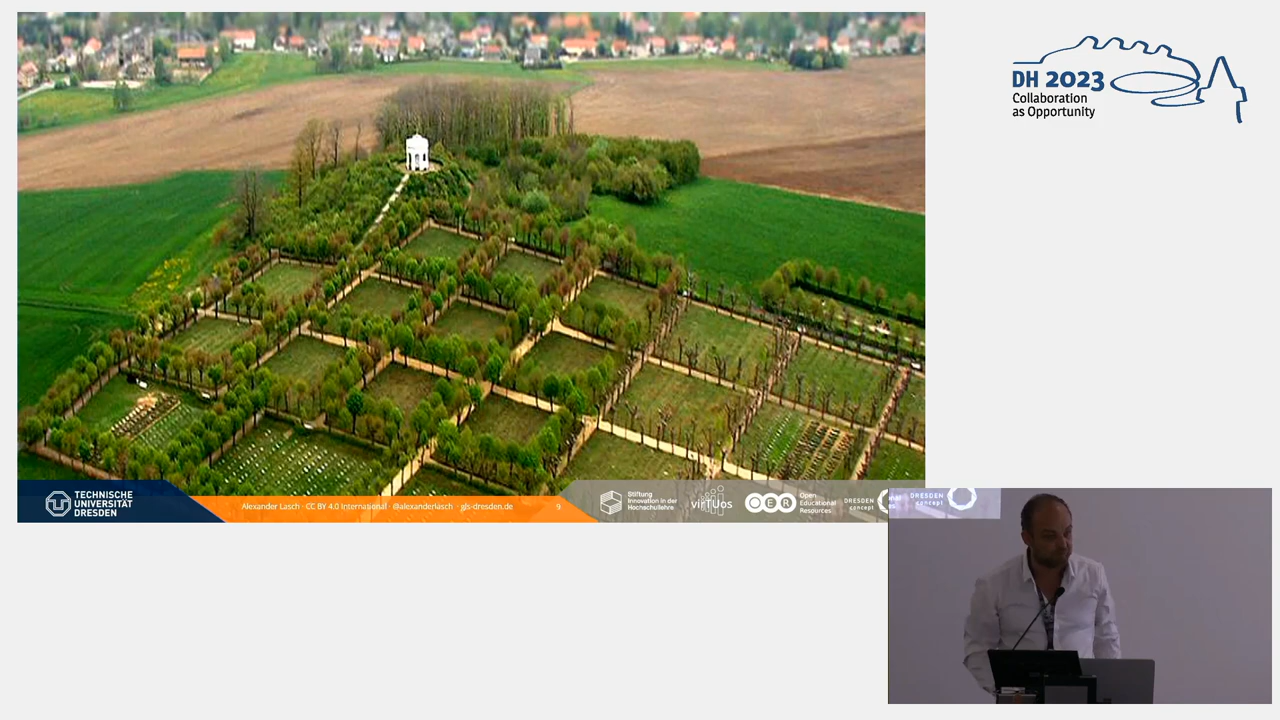 DH 2023
Collaboration
as Opportunity
TECHNISCHE
UNIVERSITÄT
DRESDEN
Alexander Lasch · CC BY 4.0 International · @alexanderlasch · gls-dresden.de
9
Stiftung
Innovation in der
Hochschullehre
virTUos
OER
Open
Educational
Resources
DRESDEN
concept
DRESDEN
concept